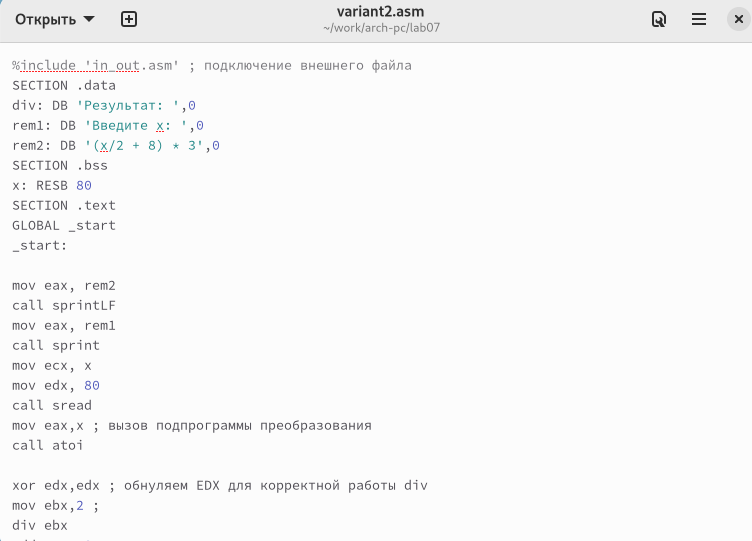 Открыть
variant2.asm
~/work/arch-pc/lab07
%include 'in_out.asm' ; подключение внешнего файла
SECTION .data
div: DB 'Результат: ',0
rem1: DB 'Введите x: ',0
rem2: DB '(x/2 + 8) * 3',0
SECTION .bss
x: RESB 80
SECTION .text
GLOBAL _start
_start:
mov eax, rem2
call sprintLF
mov eax, rem1
call sprint
mov ecx, x
mov edx, 80
call sread
mov eax,x ; вызов подпрограммы преобразования
call atoi
xor edx,edx ; обнуляем EDX для корректной работы div
mov ebx,2 ;
div ebx